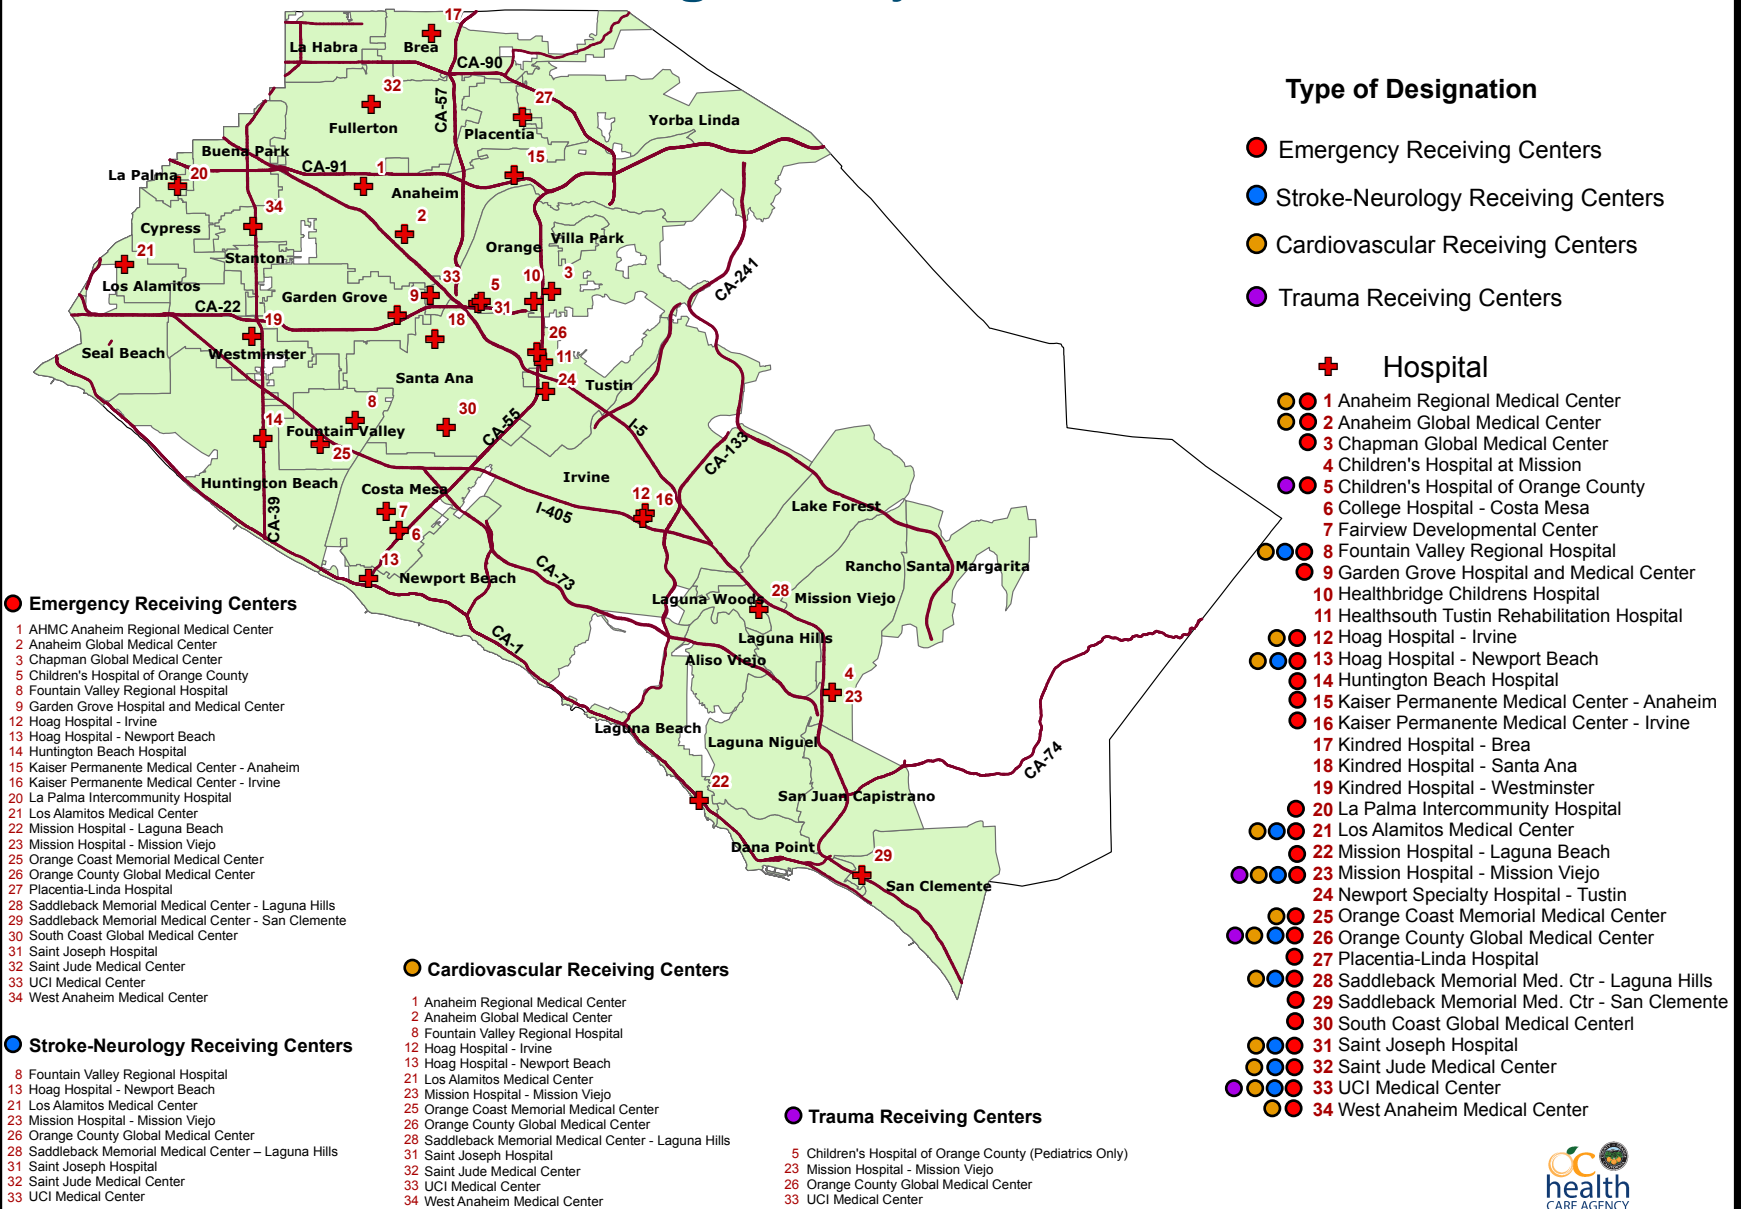 17
La Habra
Brea
CA-90
32
CA-57
27
Fullerton
Placentia
Yorba Linda
Buena Park
CA-91
1
15
La Palma
20
Anaheim
34
2
Cypress
Orange
Villa Park
21
Stanton
33
5
10
3
CA-241
Los Alamitos
Garden Grove
9
31
CA-22
19
18
26
Seal Beach
Westminster
11
Santa Ana
24
Tustin
8
30
14
Fountain Valley
CA-55
I-5
25
CA-133
Huntington Beach
Costa Mesa
Irvine
12
16
CA-39
7
6
I-405
Lake Forest
13
Newport Beach
CA-73
Rancho Santa Margarita
28
Laguna Woods
Mission Viejo
CA-1
Laguna Hills
Aliso Viejo
4
23
Laguna Beach
Laguna Niguel
CA-74
22
San Juan Capistrano
Dana Point
29
San Clemente
Type of Designation
Emergency Receiving Centers
Stroke-Neurology Receiving Centers
Cardiovascular Receiving Centers
Trauma Receiving Centers
Hospital
1 Anaheim Regional Medical Center
2 Anaheim Global Medical Center
3 Chapman Global Medical Center
4 Children's Hospital at Mission
5 Children's Hospital of Orange County
6 College Hospital - Costa Mesa
7 Fairview Developmental Center
8 Fountain Valley Regional Hospital
9 Garden Grove Hospital and Medical Center
10 Healthbridge Childrens Hospital
11 Healthsouth Tustin Rehabilitation Hospital
12 Hoag Hospital - Irvine
13 Hoag Hospital - Newport Beach
14 Huntington Beach Hospital
15 Kaiser Permanente Medical Center - Anaheim
16 Kaiser Permanente Medical Center - Irvine
17 Kindred Hospital - Brea
18 Kindred Hospital - Santa Ana
19 Kindred Hospital - Westminster
20 La Palma Intercommunity Hospital
21 Los Alamitos Medical Center
22 Mission Hospital - Laguna Beach
23 Mission Hospital - Mission Viejo
24 Newport Specialty Hospital - Tustin
25 Orange Coast Memorial Medical Center
26 Orange County Global Medical Center
27 Placentia-Linda Hospital
28 Saddleback Memorial Med. Ctr - Laguna Hills
29 Saddleback Memorial Med. Ctr - San Clemente
30 South Coast Global Medical Centerl
31 Saint Joseph Hospital
32 Saint Jude Medical Center
33 UCI Medical Center
34 West Anaheim Medical Center
Emergency Receiving Centers
1 AHMC Anaheim Regional Medical Center
2 Anaheim Global Medical Center
3 Chapman Global Medical Center
5 Children's Hospital of Orange County
8 Fountain Valley Regional Hospital
9 Garden Grove Hospital and Medical Center
12 Hoag Hospital - Irvine
13 Hoag Hospital - Newport Beach
14 Huntington Beach Hospital
15 Kaiser Permanente Medical Center - Anaheim
16 Kaiser Permanente Medical Center - Irvine
20 La Palma Intercommunity Hospital
21 Los Alamitos Medical Center
22 Mission Hospital - Laguna Beach
23 Mission Hospital - Mission Viejo
25 Orange Coast Memorial Medical Center
26 Orange County Global Medical Center
27 Placentia-Linda Hospital
28 Saddleback Memorial Medical Center - Laguna Hills
29 Saddleback Memorial Medical Center - San Clemente
30 South Coast Global Medical Center
31 Saint Joseph Hospital
32 Saint Jude Medical Center
33 UCI Medical Center
34 West Anaheim Medical Center
Stroke-Neurology Receiving Centers
8 Fountain Valley Regional Hospital
13 Hoag Hospital - Newport Beach
21 Los Alamitos Medical Center
23 Mission Hospital - Mission Viejo
26 Orange County Global Medical Center
28 Saddleback Memorial Medical Center – Laguna Hills
31 Saint Joseph Hospital
32 Saint Jude Medical Center
33 UCI Medical Center
Cardiovascular Receiving Centers
1 Anaheim Regional Medical Center
2 Anaheim Global Medical Center
8 Fountain Valley Regional Hospital
12 Hoag Hospital - Irvine
13 Hoag Hospital - Newport Beach
21 Los Alamitos Medical Center
23 Mission Hospital - Mission Viejo
25 Orange Coast Memorial Medical Center
26 Orange County Global Medical Center
28 Saddleback Memorial Medical Center - Laguna Hills
31 Saint Joseph Hospital
32 Saint Jude Medical Center
33 UCI Medical Center
34 West Anaheim Medical Center
Trauma Receiving Centers
5 Children's Hospital of Orange County (Pediatrics Only)
23 Mission Hospital - Mission Viejo
26 Orange County Global Medical Center
33 UCI Medical Center
OC
health
CARE AGENCY